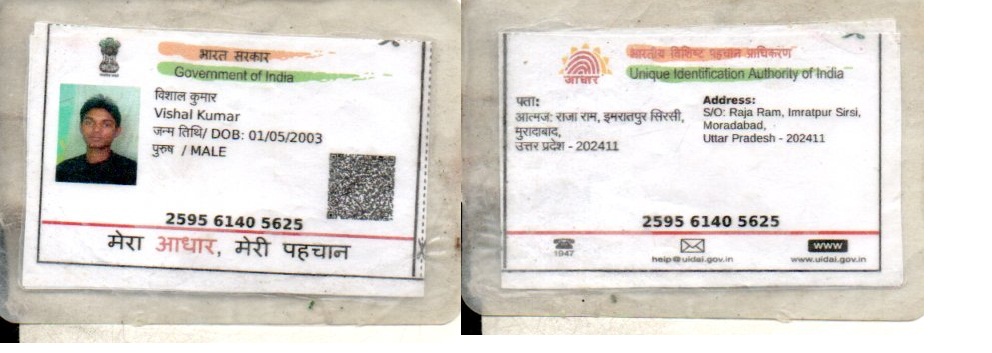 भारत सरकार
Government of India
विशाल कुमार
Vishal Kumar
जन्म तिथि/ DOB: 01/05/2003
पुरुष / MALE
2595 6140 5625
मेरा आधार, मेरी पहचान
भारतीय विशिष्ट पहचान प्राधिकरण
Unique Identification Authority of India
आधार
पता:
आत्मज: राजा राम, इमरातपुर सिरसी,
मुरादाबाद,
उत्तर प्रदेश - 202411
Address:
S/O: Raja Ram, Imratpur Sirsi,
Moradabad,
Uttar Pradesh - 202411
2595 6140 5625
1947
help@uidai.gov.in
www
www.uidai.gov.in